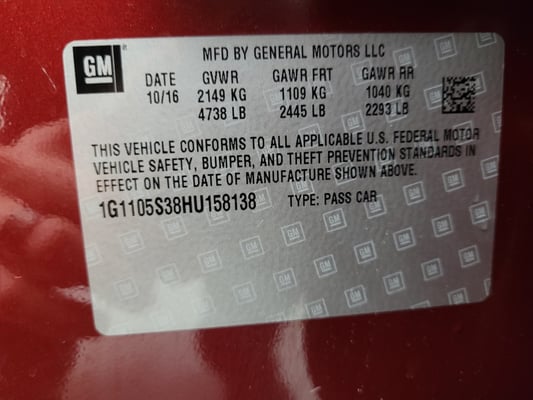 GM
MFD BY GENERAL MOTORS LLC
DATE GVWR GAWR FRT GAWR RR
10/16 2149 KG 1109 KG 1040 KG
4738 LB 2445 LB 2293 LB
THIS VEHICLE CONFORMS TO ALL APPLICABLE U.S. FEDERAL MOTOR
VEHICLE SAFETY, BUMPER, AND THEFT PREVENTION STANDARDS IN
EFFECT ON THE DATE OF MANUFACTURE SHOWN ABOVE.
1G1105S38HU158138 TYPE: PASS CAR